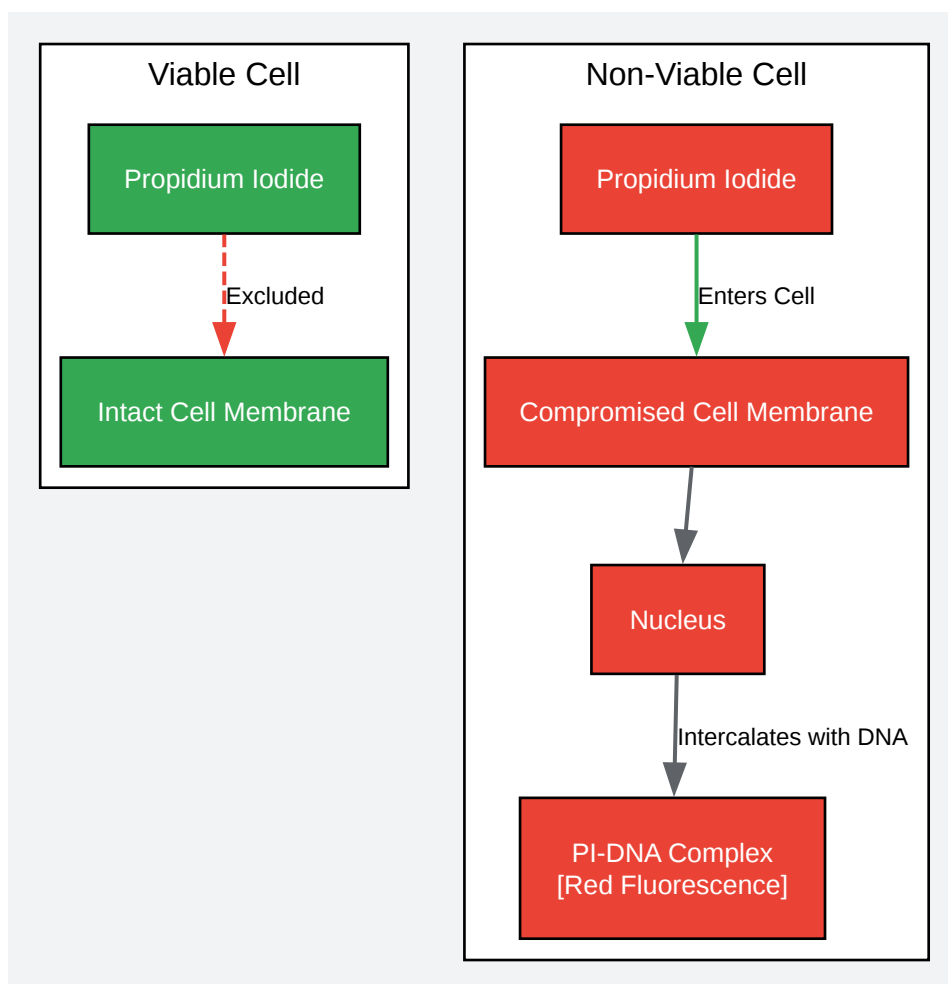 Viable Cell
Propidium Iodide
Excluded
Intact Cell Membrane
Non-Viable Cell
Propidium Iodide
Enters Cell
Compromised Cell Membrane
Nucleus
Intercalates with DNA
PI-DNA Complex
[Red Fluorescence]